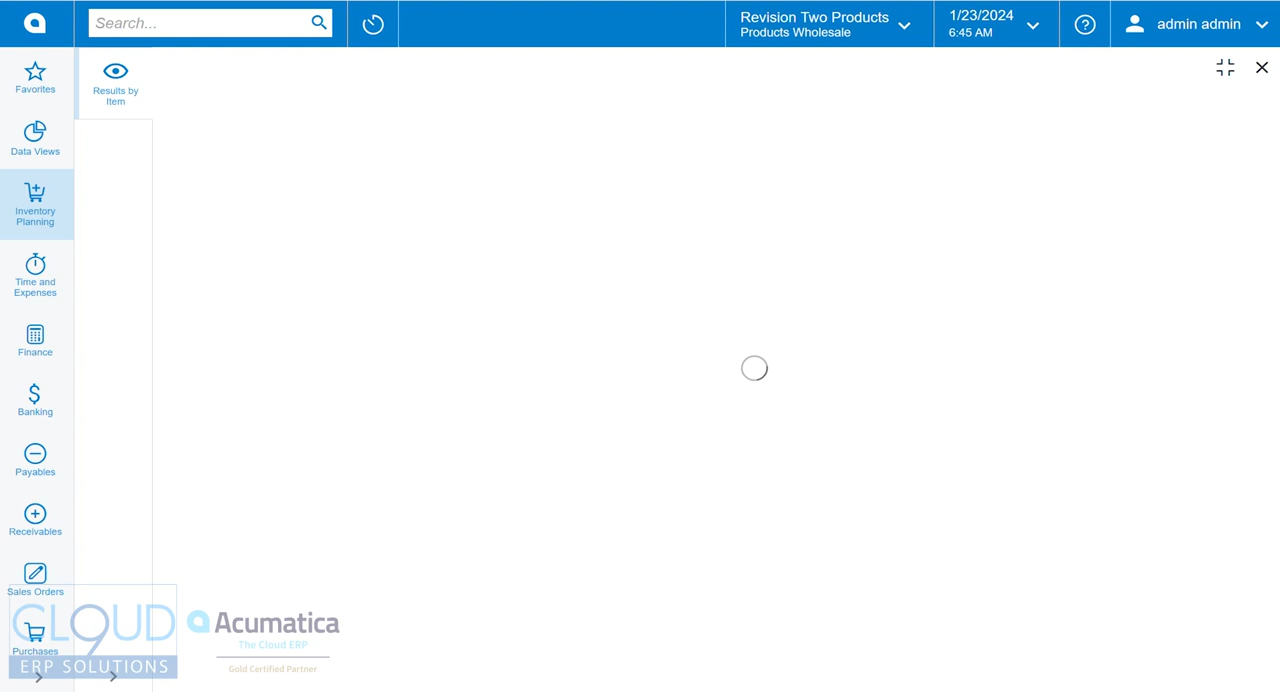 Search...
Revision Two Products
Products Wholesale
1/23/2024
6:45 AM
admin admin
Favorites
Results by
Item
Data Views
Inventory
Planning
Time and
Expenses
Finance
Banking
Payables
Receivables
Sales Orders
Purchases
CLOUD
9
ERP SOLUTIONS
Acumatica
The Cloud ERP
Gold Certified Partner